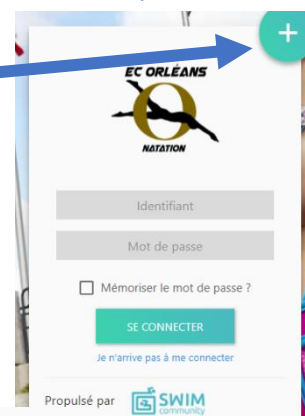 +
EC ORLÉANS
NATATION
Identifiant
Mot de passe
Mémoriser le mot de passe ?
SE CONNECTER
Je n'arrive pas à me connecter
Propulsé par SWIM
community